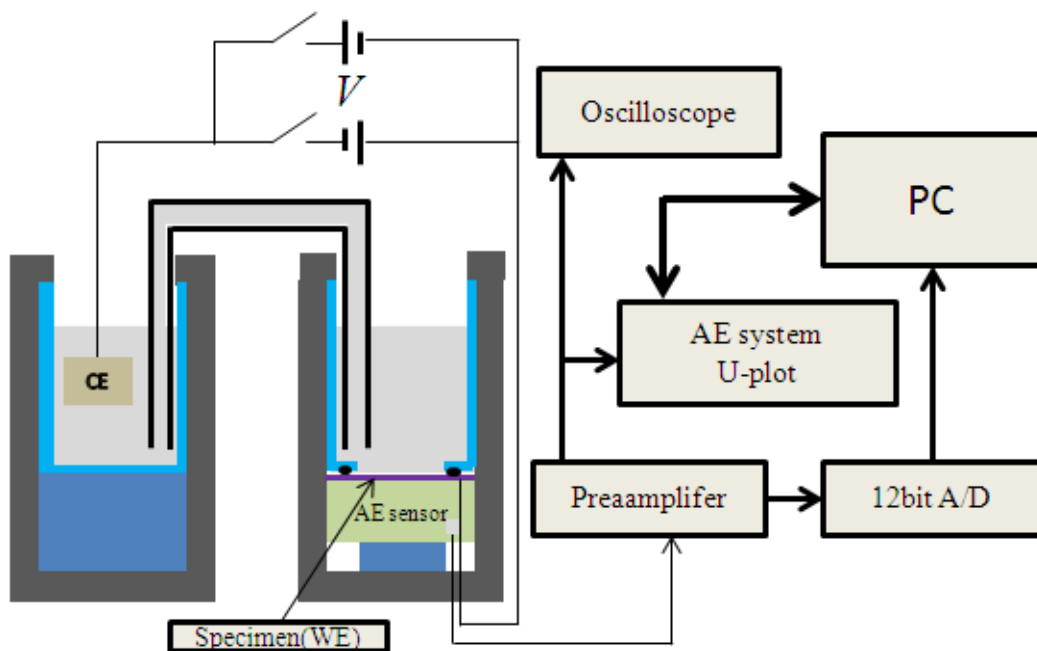 V
Oscilloscope
PC
AE system
U-plot
CE
AE sensor
Preaamplifer
12bit A/D
Specimen(WE)